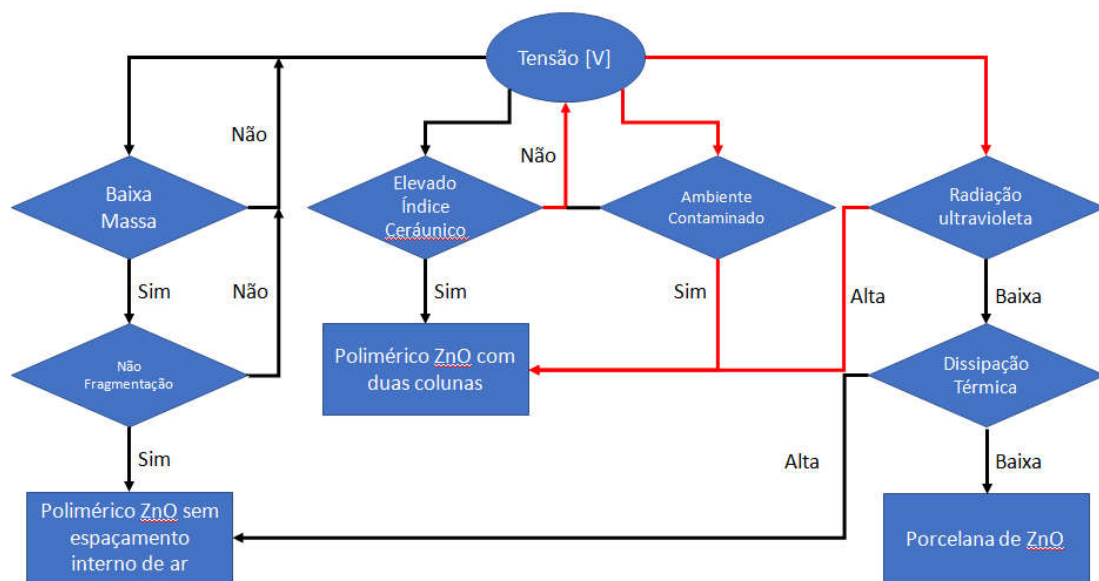 Tensão [V]
Não
Não
Baixa
Massa
Elevado
Índice
Ceráunico
Ambiente
Contaminado
Radiação
ultravioleta
Sim
Não
Sim
Sim
Alta
Baixa
Não
Fragmentação
Polimérico ZnO com
duas colunas
Dissipação
Térmica
Sim
Alta
Baixa
Polimérico ZnO sem
espaçamento
interno de ar
Porcelana de ZnO